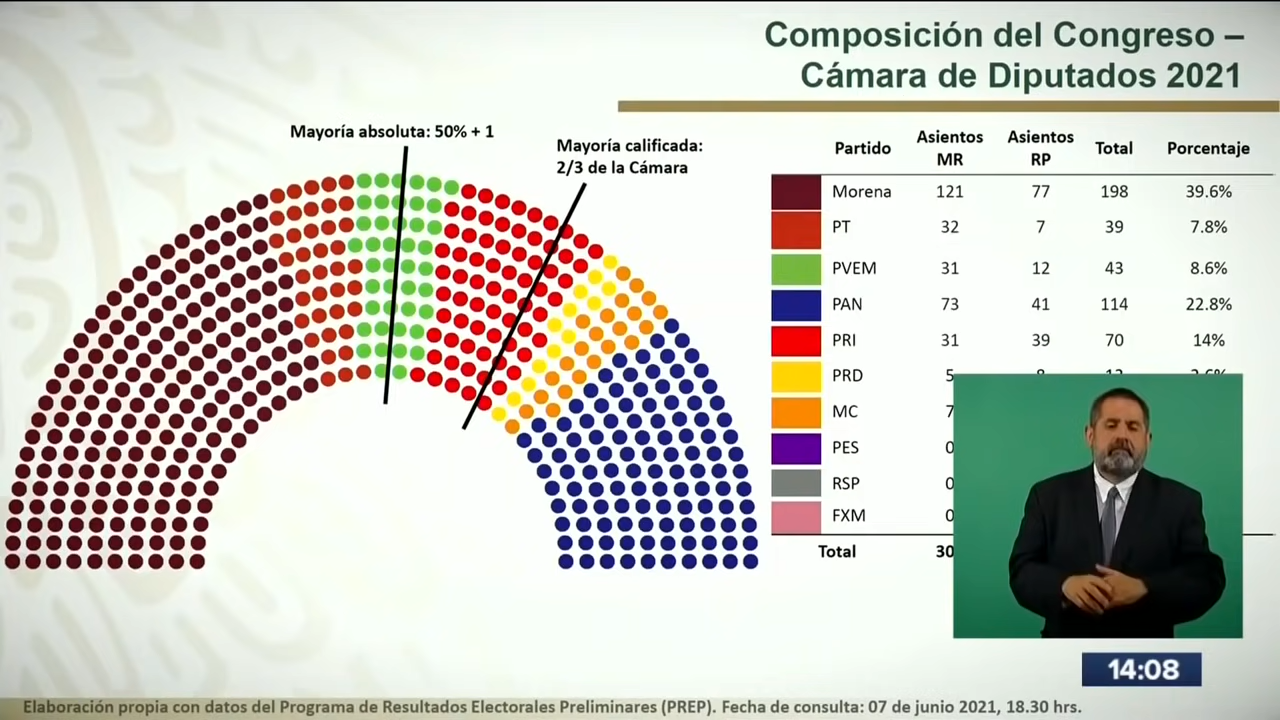 Composición del Congreso –
Cámara de Diputados 2021
Mayoría absoluta: 50% + 1
Mayoría calificada:
2/3 de la Cámara
Partido Asientos MR Asientos RP Total Porcentaje
Morena 121 77 198 39.6%
PT 32 7 39 7.8%
PVEM 31 12 43 8.6%
PAN 73 41 114 22.8%
PRI 31 39 70 14%
PRD 5
MC 7
PES 0
RSP 0
FXM 0
Total 30
14:08
Elaboración propia con datos del Programa de Resultados Electorales Preliminares (PREP). Fecha de consulta: 07 de junio 2021, 18.30 hrs.